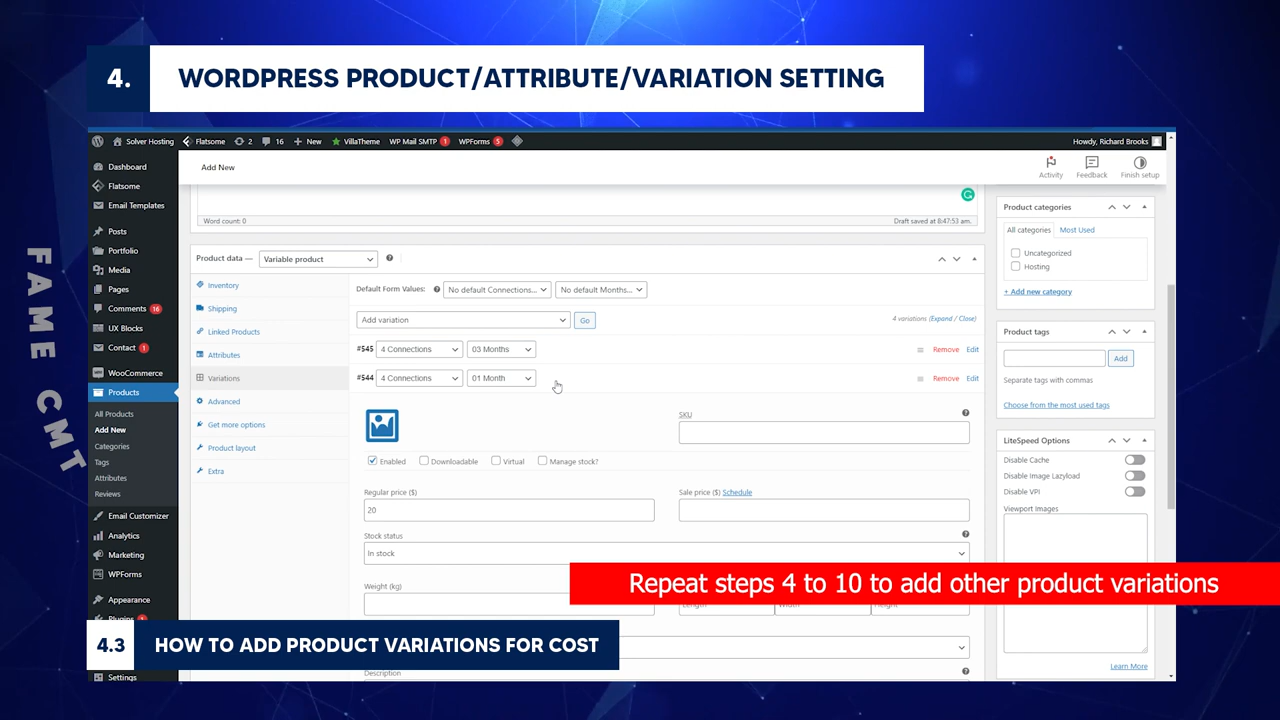 4. WORDPRESS PRODUCT/ATTRIBUTE/VARIATION SETTING
Solver Hosting Flatsome 2 16 New VillaTheme WP Mail SMTP 1 WPForms 5 Howdy, Richard Brooks
Dashboard
Flatsome
Email Templates
Posts
Portfolio
Media
Pages
Comments 16
UX Blocks
Contact 1
WooCommerce
Products
All Products
Add New
Categories
Tags
Attributes
Reviews
Email Customizer
Analytics
Marketing
WPForms
Appearance
Plugins 1
Settings
Add New
Activity Feedback Finish setup
Word count: 0 Draft saved at 8:47:53 am.
Product data — Variable product
Inventory
Shipping
Linked Products
Attributes
Variations
Advanced
Get more options
Product layout
Extra
Default Form Values: No default Connections... No default Months...
Add variation Go 4 variations (Expand / Close)
#545 4 Connections 03 Months Remove Edit
#544 4 Connections 01 Month Remove Edit
SKU
Enabled Downloadable Virtual Manage stock?
Regular price ($) Sale price ($) Schedule
20
Stock status
In stock
Weight (kg)
Length Width Height
Description
Product categories
All categories Most Used
Uncategorized
Hosting
+ Add new category
Product tags
Add
Separate tags with commas
Choose from the most used tags
LiteSpeed Options
Disable Cache
Disable Image Lazyload
Disable VPI
Viewport Images
Learn More
Repeat steps 4 to 10 to add other product variations
4.3 HOW TO ADD PRODUCT VARIATIONS FOR COST
FAME CMT